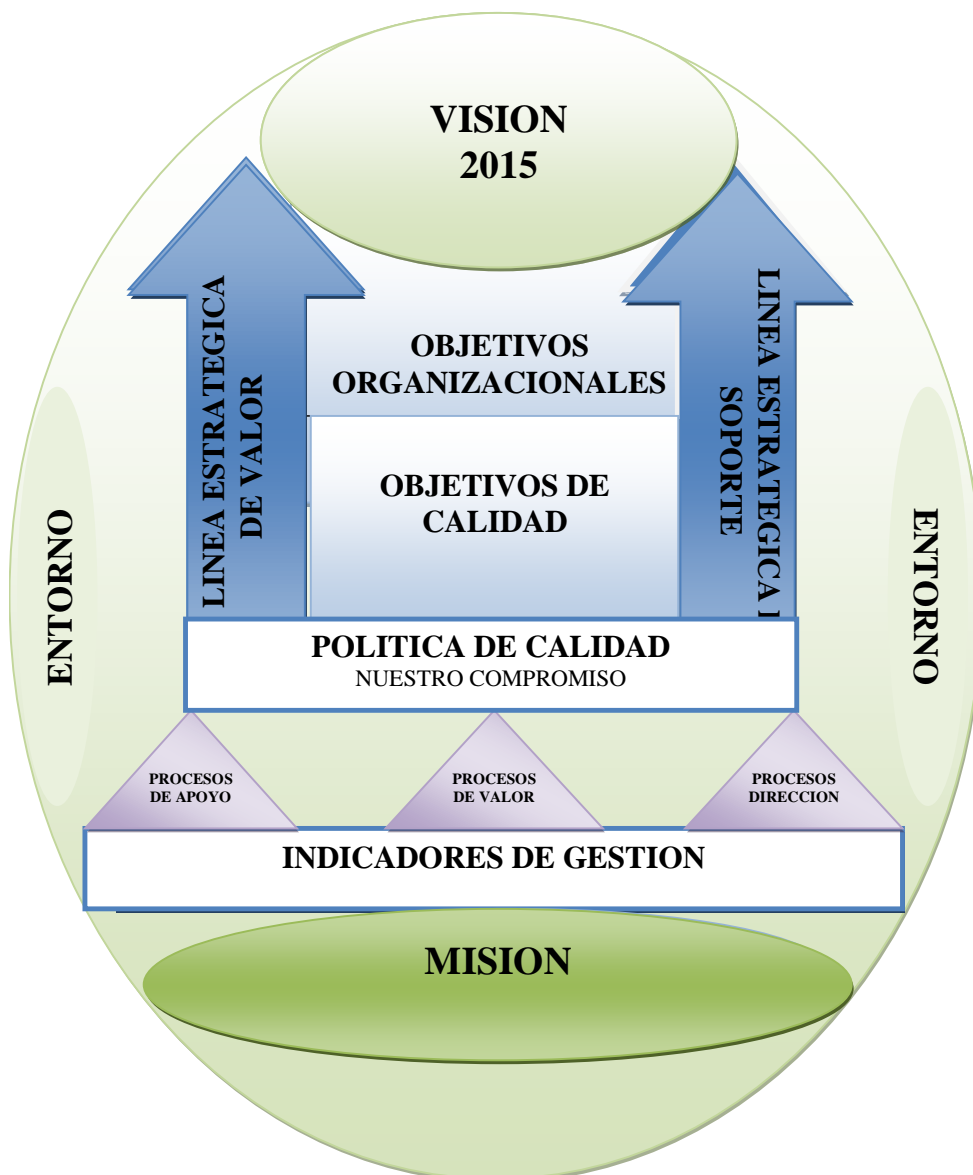 VISION
2015
LINEA ESTRATEGICA
DE VALOR
OBJETIVOS
ORGANIZACIONALES
LINEA ESTRATEGICA
SOPORTE
OBJETIVOS DE
CALIDAD
ENTORNO
ENTORNO
POLITICA DE CALIDAD
NUESTRO COMPROMISO
PROCESOS
DE APOYO
PROCESOS
DE VALOR
PROCESOS
DIRECCION
INDICADORES DE GESTION
MISION